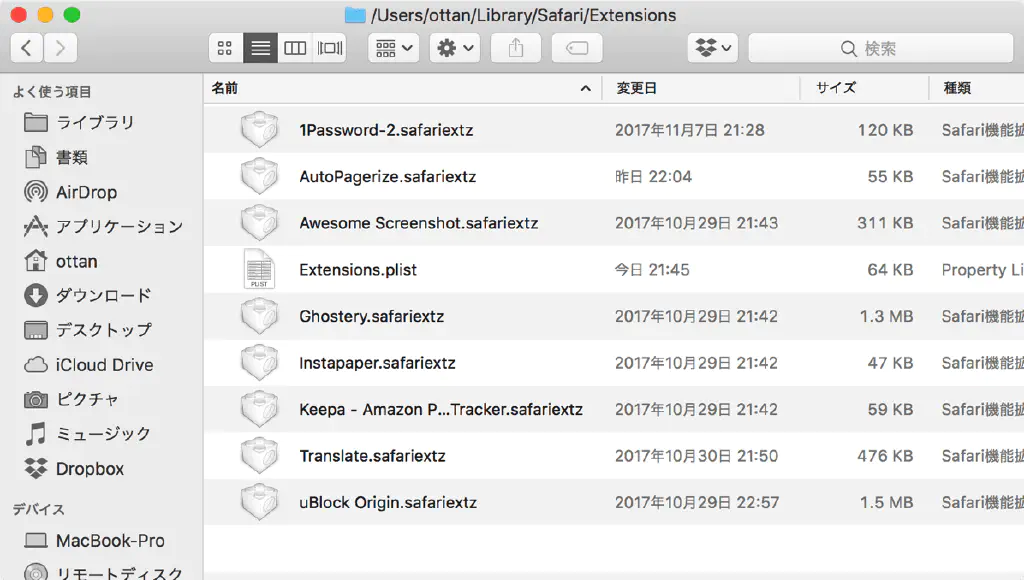 /Users/ottan/Library/Safari/Extensions
検索
よく使う項目
ライブラリ
書類
AirDrop
アプリケーション
ottan
ダウンロード
デスクトップ
iCloud Drive
ピクチャ
ミュージック
Dropbox
デバイス
MacBook-Pro
リモートディスク
名前 変更日 サイズ 種類
1Password-2.safariextz 2017年11月7日 21:28 120 KB Safari機能拡
AutoPagerize.safariextz 昨日 22:04 55 KB Safari機能拡
Awesome Screenshot.safariextz 2017年10月29日 21:43 311 KB Safari機能拡
PLIST
Extensions.plist 今日 21:45 64 KB Property Li
Ghostery.safariextz 2017年10月29日 21:42 1.3 MB Safari機能拡
Instapaper.safariextz 2017年10月29日 21:42 47 KB Safari機能拡
Keepa - Amazon P...Tracker.safariextz 2017年10月29日 21:42 59 KB Safari機能拡
Translate.safariextz 2017年10月30日 21:50 476 KB Safari機能拡
uBlock Origin.safariextz 2017年10月29日 22:57 1.5 MB Safari機能拡